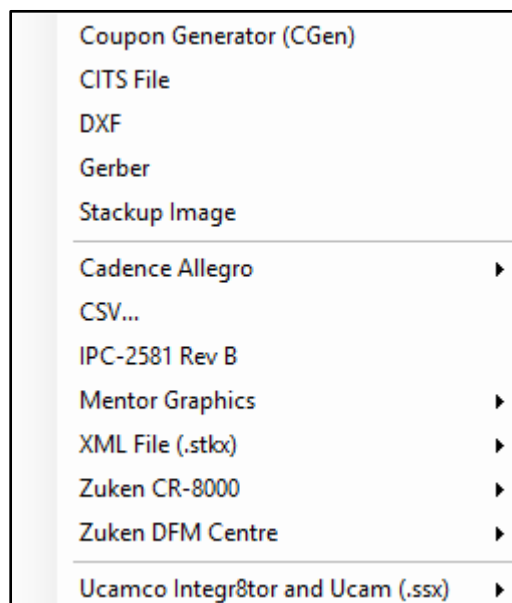 Coupon Generator (CGen)
CITS File
DXF
Gerber
Stackup Image
Cadence Allegro
CSV...
IPC-2581 Rev B
Mentor Graphics
XML File (.stkx)
Zuken CR-8000
Zuken DFM Centre
Ucamco Integr8tor and Ucam (.ssx)